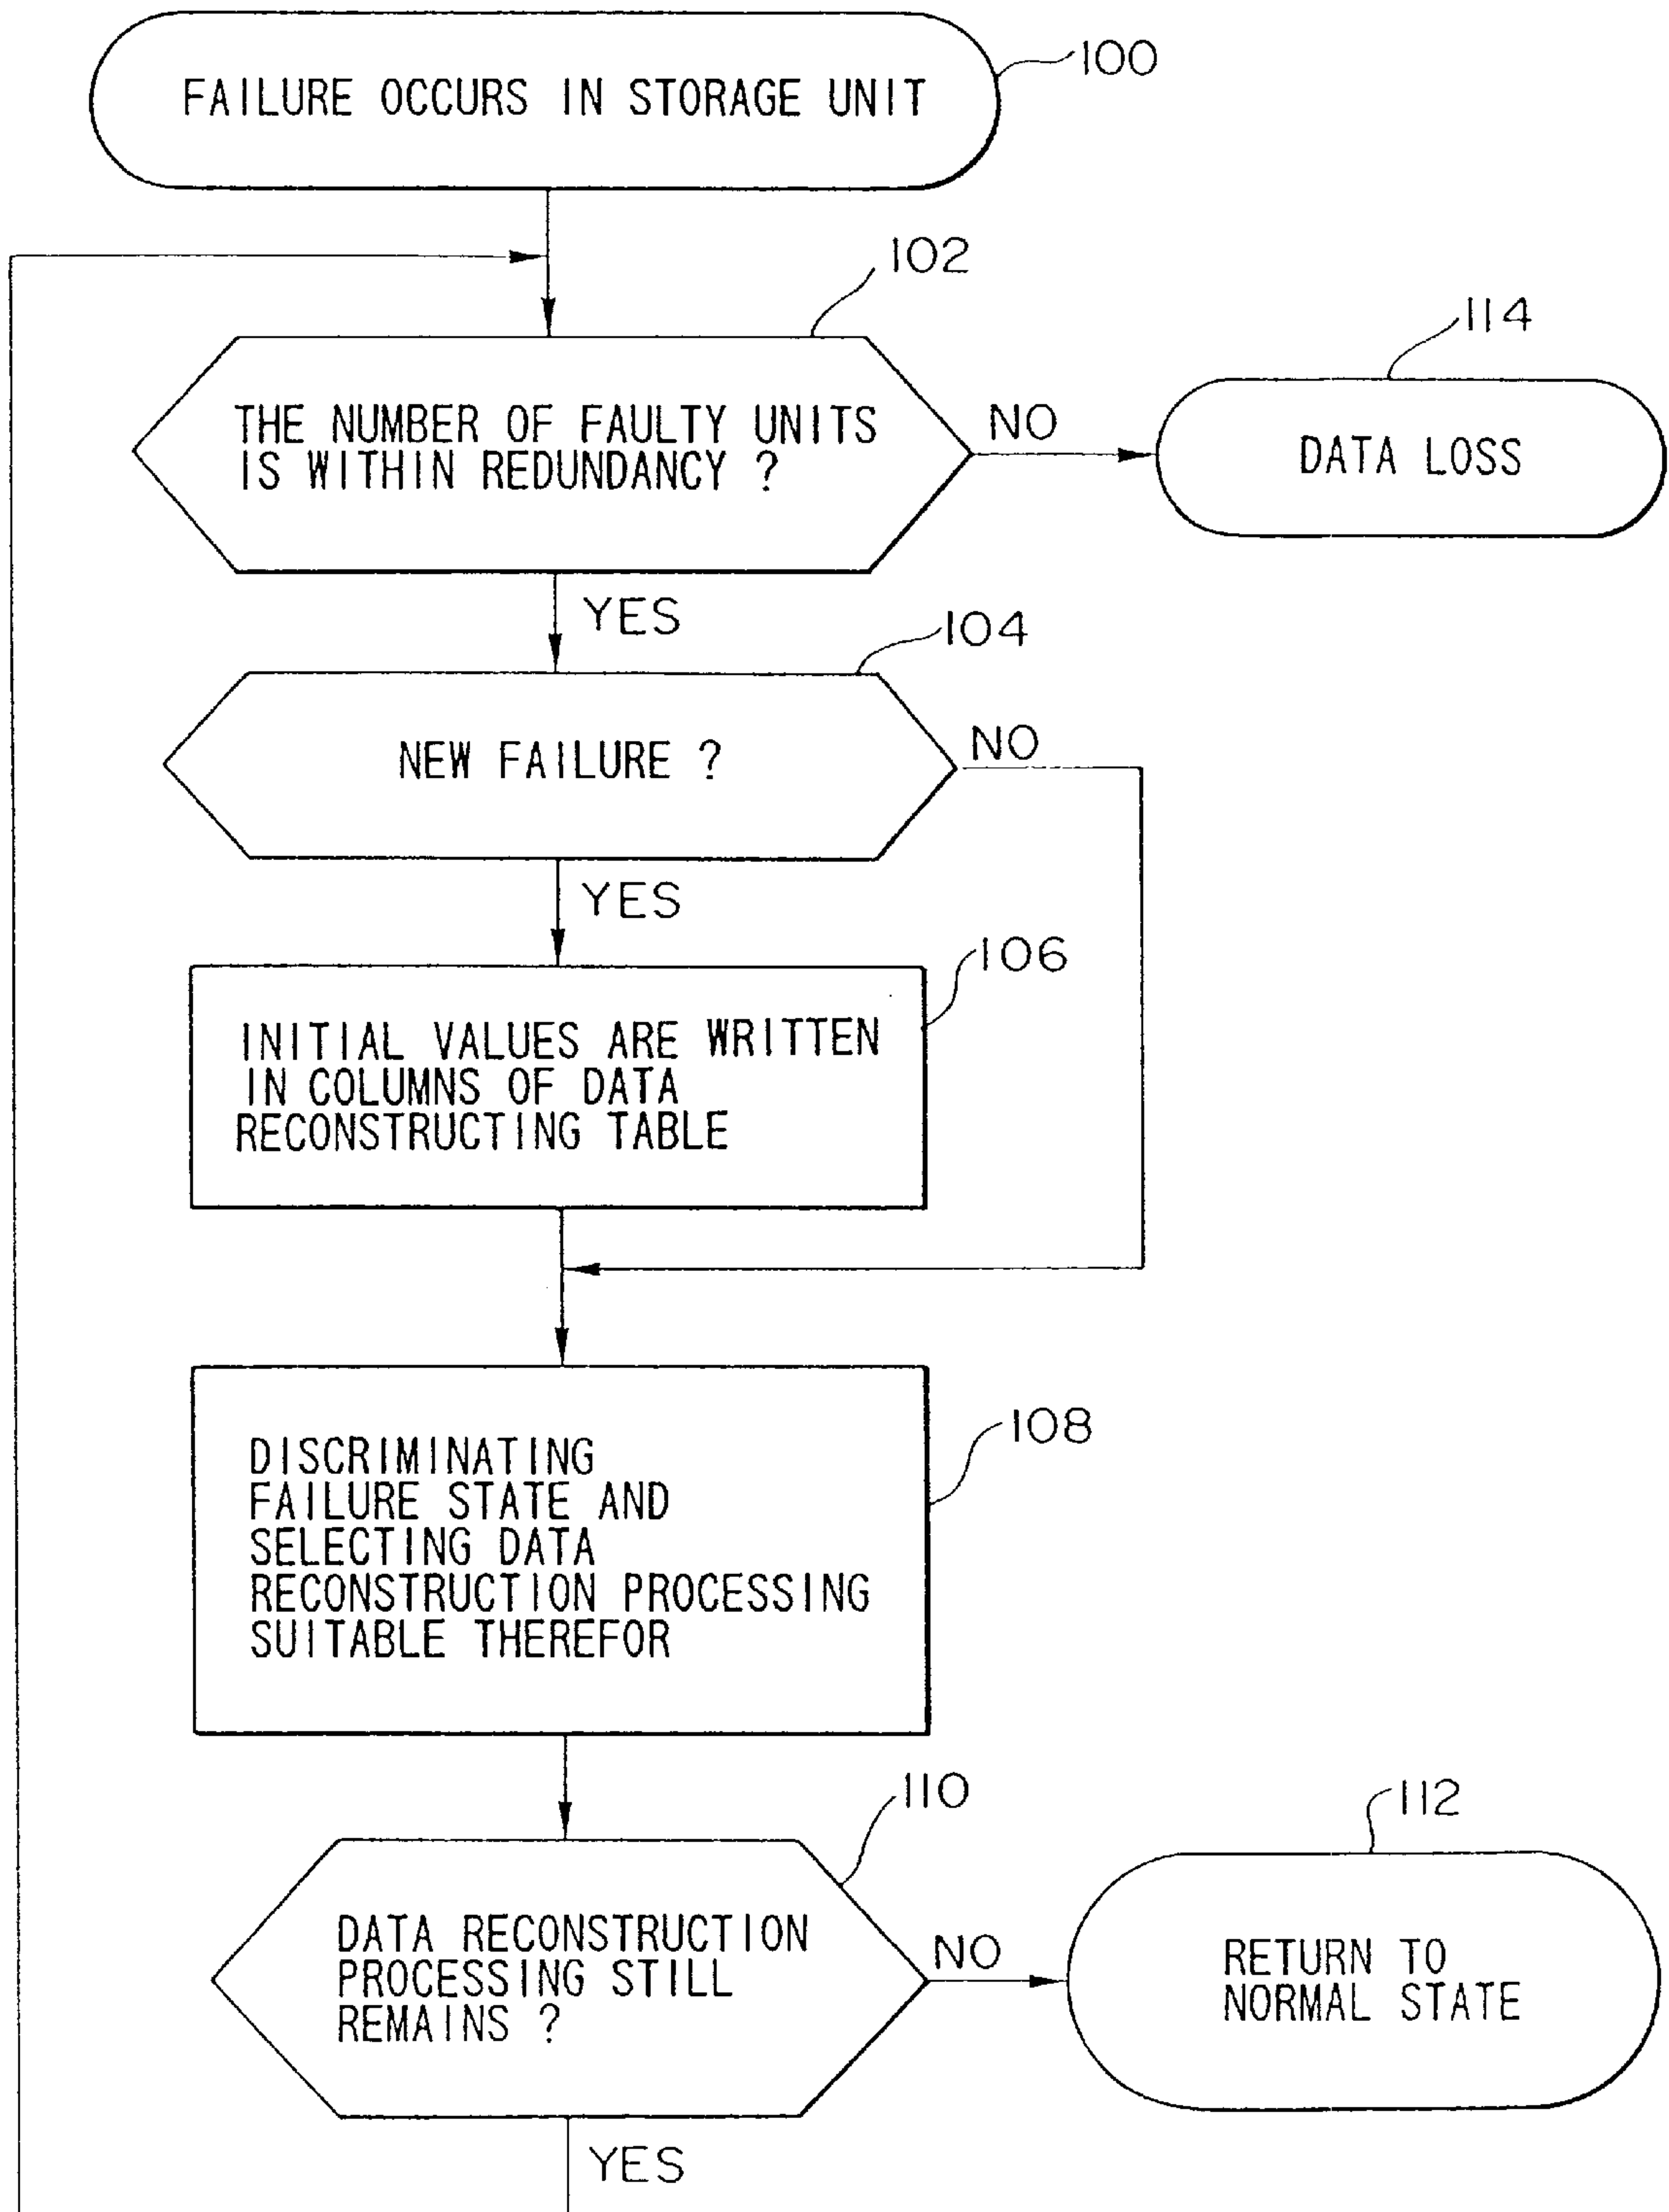 FAILURE OCCURS IN STORAGE UNIT
100
102
THE NUMBER OF FAULTY UNITS
IS WITHIN REDUNDANCY ?
NO
114
DATA LOSS
YES
104
NEW FAILURE ?
NO
YES
106
INITIAL VALUES ARE WRITTEN
IN COLUMNS OF DATA
RECONSTRUCTING TABLE
108
DISCRIMINATING
FAILURE STATE AND
SELECTING DATA
RECONSTRUCTION PROCESSING
SUITABLE THEREFOR
110
DATA RECONSTRUCTION
PROCESSING STILL
REMAINS ?
NO
112
RETURN TO
NORMAL STATE
YES